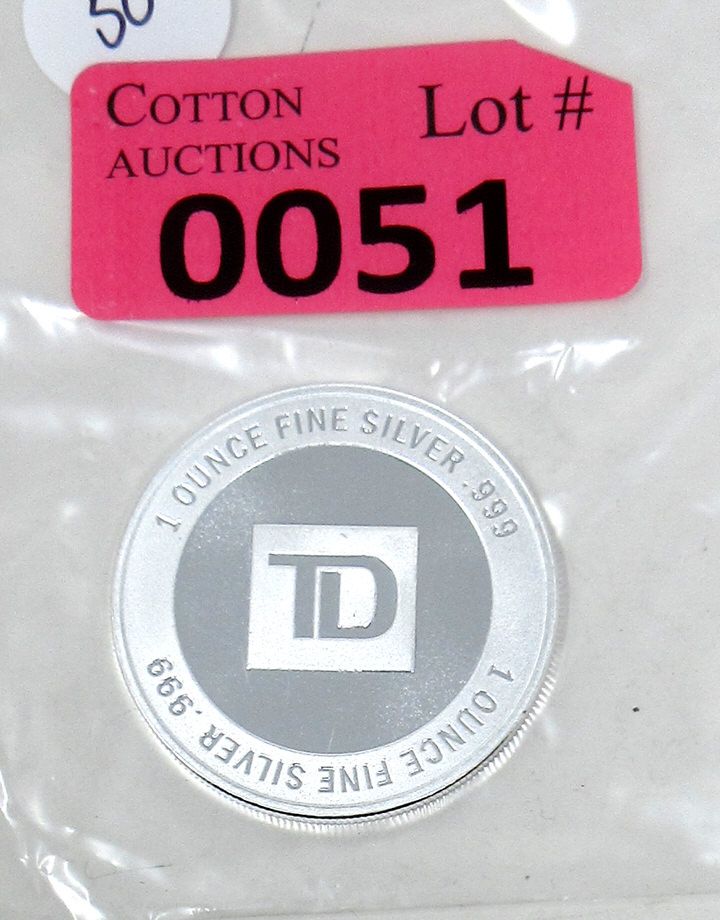 50
COTTON
AUCTIONS
Lot #
0051
1 OUNCE FINE SILVER .999
TD
1 OUNCE FINE SILVER .999